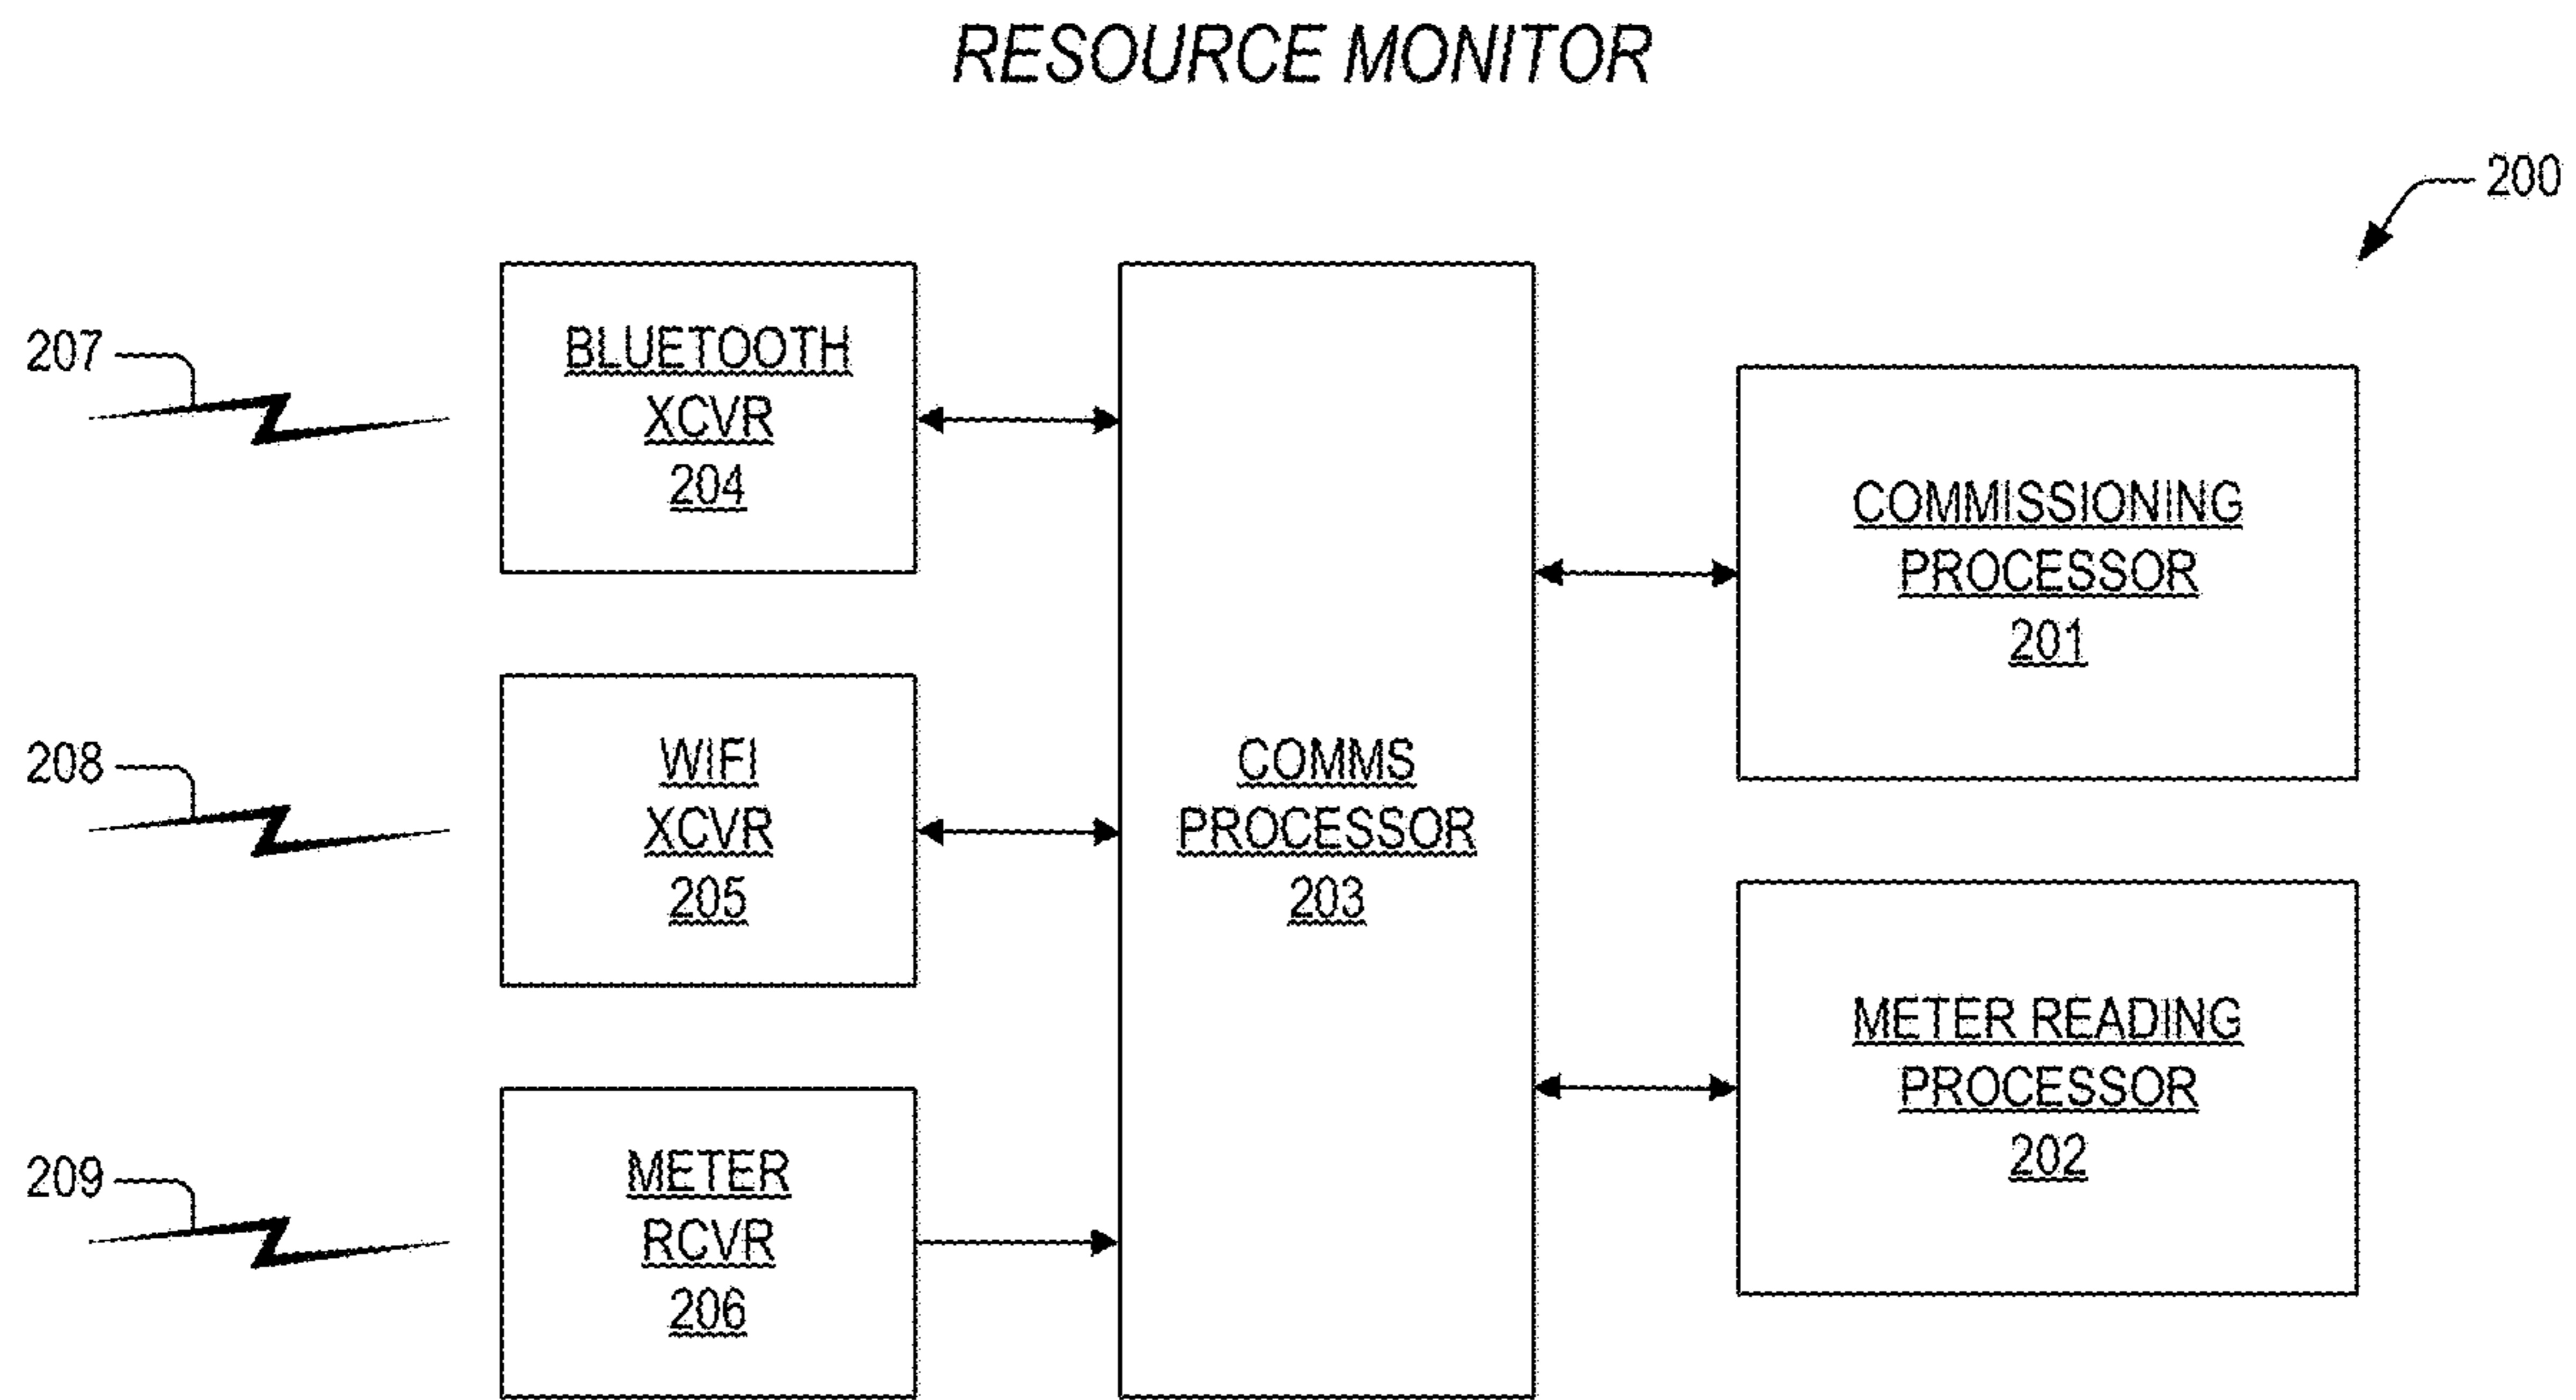 RESOURCE MONITOR
200
207
BLUETOOTH
XCVR
204
COMMISSIONING
PROCESSOR
201
208
WIFI
XCVR
205
COMMS
PROCESSOR
203
METER READING
PROCESSOR
202
209
METER
RCVR
206